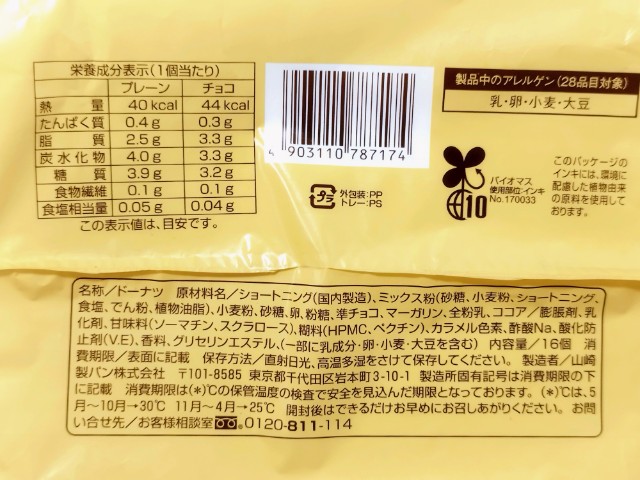 栄養成分表示(1個当たり)
プレーン チョコ
熱量 40kcal 44kcal
たんぱく質 0.4g 0.3g
脂質 2.5g 3.3g
炭水化物 4.0g 3.3g
糖質 3.9g 3.2g
食物繊維 0.1g 0.1g
食塩相当量 0.05g 0.04g
この表示値は、目安です。
4 903110 787174
プラ
外包装:PP
トレー:PS
製品中のアレルゲン(28品目対象)
乳・卵・小麦・大豆
10
バイオマス
使用部位:インキ
No.170033
このパッケージの
インキには、環境に
配慮した植物由来
の原料を使用して
おります。
名称/ドーナツ 原材料名/ショートニング(国内製造)、ミックス粉(砂糖、小麦粉、ショートニング、
食塩、でん粉、植物油脂)、小麦粉、砂糖、卵、粉糖、準チョコ、マーガリン、全粉乳、ココア/膨脹剤、乳
化剤、甘味料(ソーマチン、スクラロース)、糊料(HPMC、ペクチン)、カラメル色素、酢酸Na、酸化防
止剤(V.E)、香料、グリセリンエステル、(一部に乳成分・卵・小麦・大豆を含む) 内容量/16個 消
費期限/表面に記載 保存方法/直射日光、高温多湿をさけて保存してください。 製造者/山崎
製パン株式会社 〒101-8585 東京都千代田区岩本町3-10-1 製造所固有記号は消費期限の下
に記載 消費期限は(*)℃の保管温度の検査で安全を見込んだ期限となっております。(*)℃は、5
月〜10月→30℃ 11月〜4月→25℃ 開封後はできるだけお早めにお召しあがりください。 お問
い合せ先/お客様相談室 0120-811-114